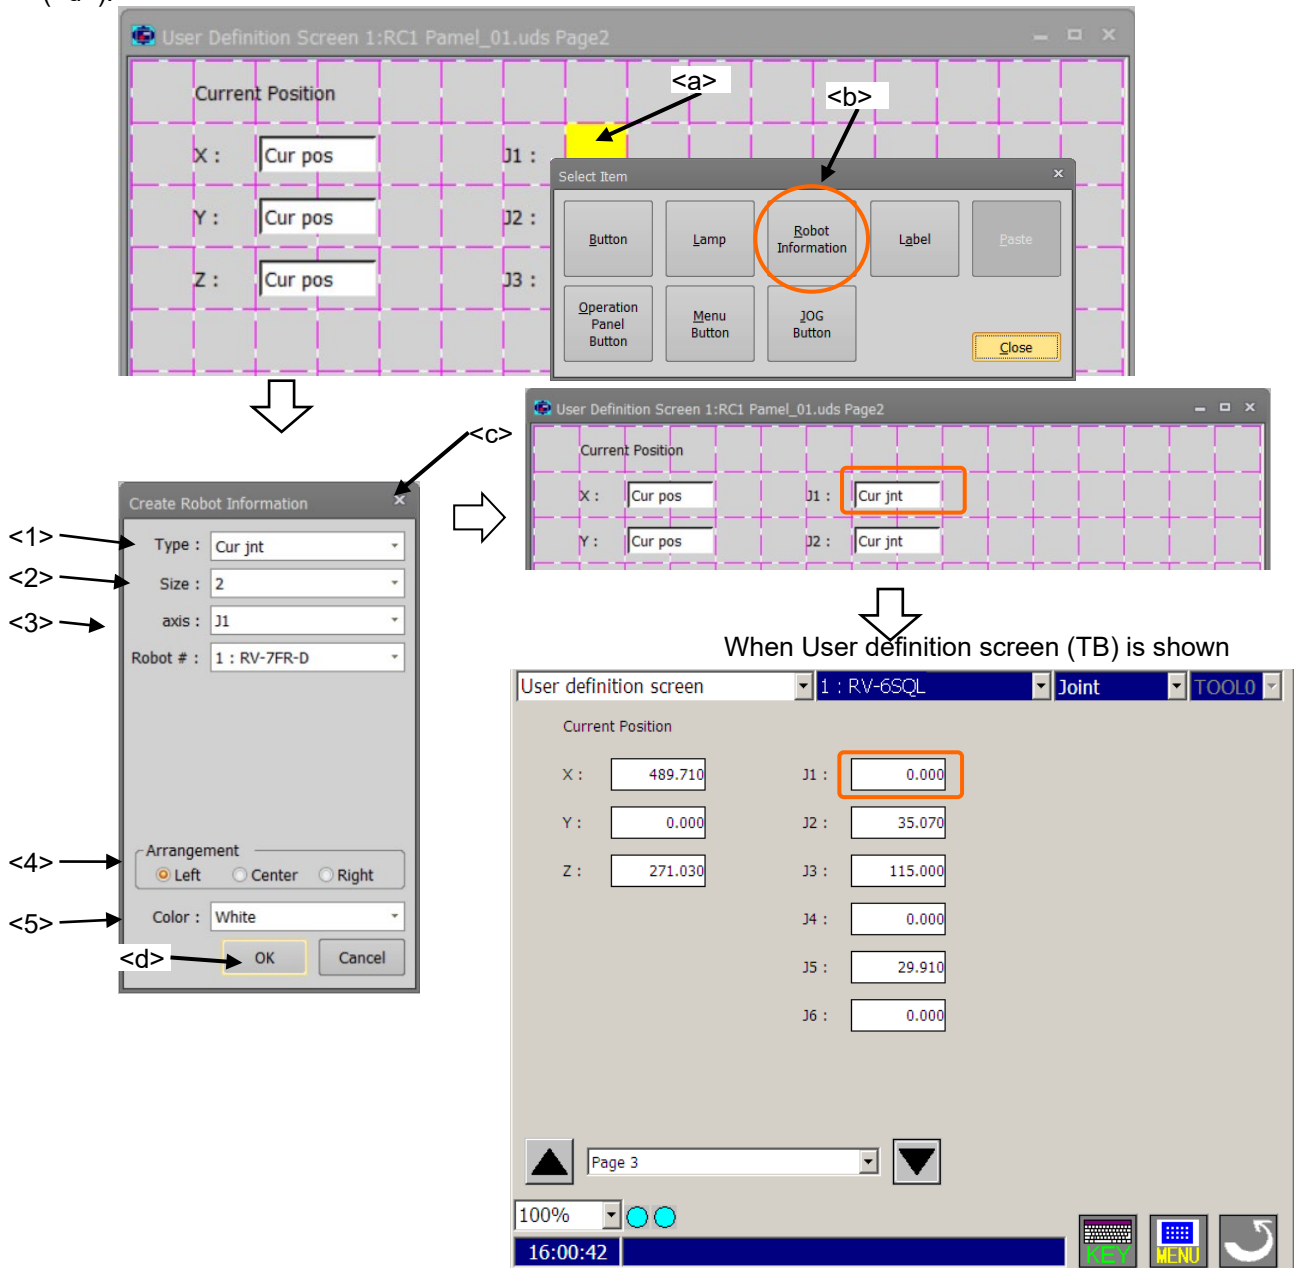 User Definition Screen 1:RC1 Pamel_01.uds Page2
Current Position
<a>
<b>
X :
Cur pos
J1 :
Y :
Cur pos
J2 :
Z :
Cur pos
J3 :
Select Item
Button
Lamp
Robot
Information
Label
Paste
Operation
Panel
Button
Menu
Button
JOG
Button
Close
<c>
User Definition Screen 1:RC1 Pamel_01.uds Page2
Current Position
X :
Cur pos
J1 :
Cur jnt
Y :
Cur pos
J2 :
Cur jnt
Create Robot Information
<1>
Type :
Cur jnt
<2>
Size :
2
<3>
axis :
J1
Robot # :
1 : RV-7FR-D
<4>
Arrangement
Left
Center
Right
<5>
Color :
White
<d>
OK
Cancel
When User definition screen (TB) is shown
User definition screen
1 : RV-6SQL
Joint
TOOL0
Current Position
X :
489.710
J1 :
0.000
Y :
0.000
J2 :
35.070
Z :
271.030
J3 :
115.000
J4 :
0.000
J5 :
29.910
J6 :
0.000
Page 3
100%
16:00:42
KEY
MENU